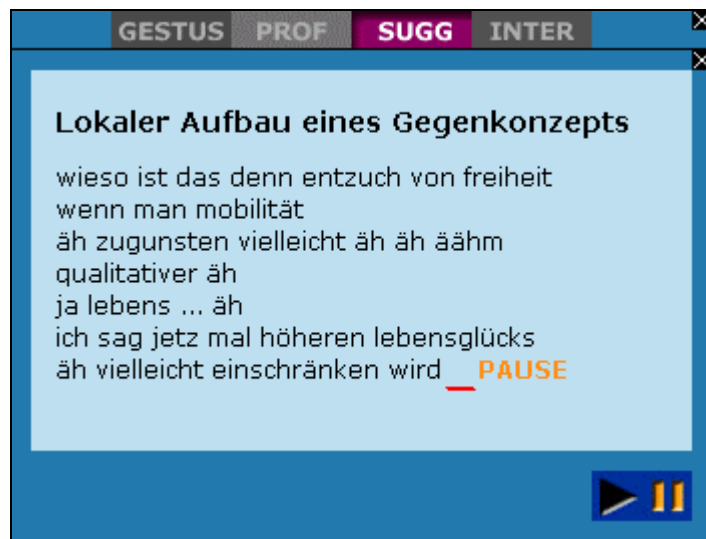 GESTUS PROF SUGG INTER
Lokaler Aufbau eines Gegenkonzepts
wieso ist das denn entzuch von freiheit
wenn man mobilität
äh zugunsten vielleicht äh äh äähm
qualitativer äh
ja lebens ... äh
ich sag jetz mal höheren lebensglücks
äh vielleicht einschränken wird __ PAUSE